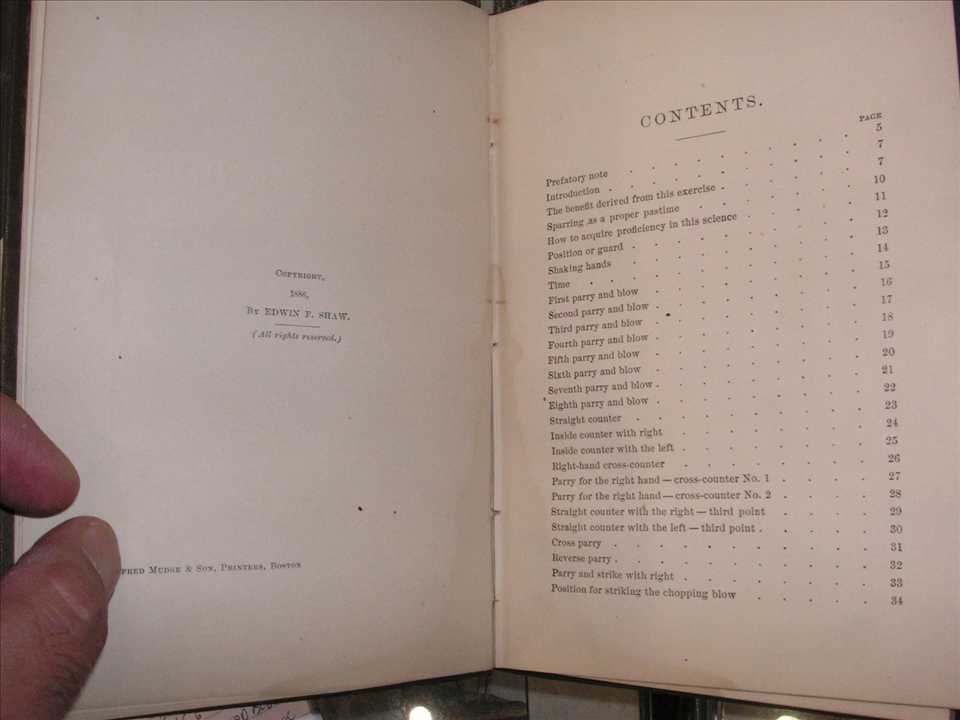 COPYRIGHT,
1886,
BY EDWIN F. SHAW.
(All rights reserved.)
FRED MUDGE & SON, PRINTERS, BOSTON
CONTENTS.
PAGE
Prefatory note . . . . . . . . 5
Introduction . . . . . . . . 7
The benefit derived from this exercise . . . . . 7
Sparring as a proper pastime . . . . . 10
How to acquire proficiency in this science . . . . 11
Position or guard . . . . . . . 12
Shaking hands . . . . . . . 13
Time . . . . . . . . 14
First parry and blow . . . . . . 15
Second parry and blow . . . . . . 16
Third parry and blow . . . . . . 17
Fourth parry and blow . . . . . . 18
Fifth parry and blow . . . . . . 19
Sixth parry and blow . . . . . . 20
Seventh parry and blow . . . . . . 21
Eighth parry and blow . . . . . . 22
Straight counter . . . . . . . 23
Inside counter with right . . . . . 24
Inside counter with the left . . . . . 25
Right-hand cross-counter . . . . . 26
Parry for the right hand — cross-counter No. 1 . . . 27
Parry for the right hand — cross-counter No. 2 . . . 28
Straight counter with the right — third point . . . 29
Straight counter with the left — third point . . . . 30
Cross parry . . . . . . . 31
Reverse parry . . . . . . . 32
Parry and strike with right . . . . . 33
Position for striking the chopping blow . . . . 34